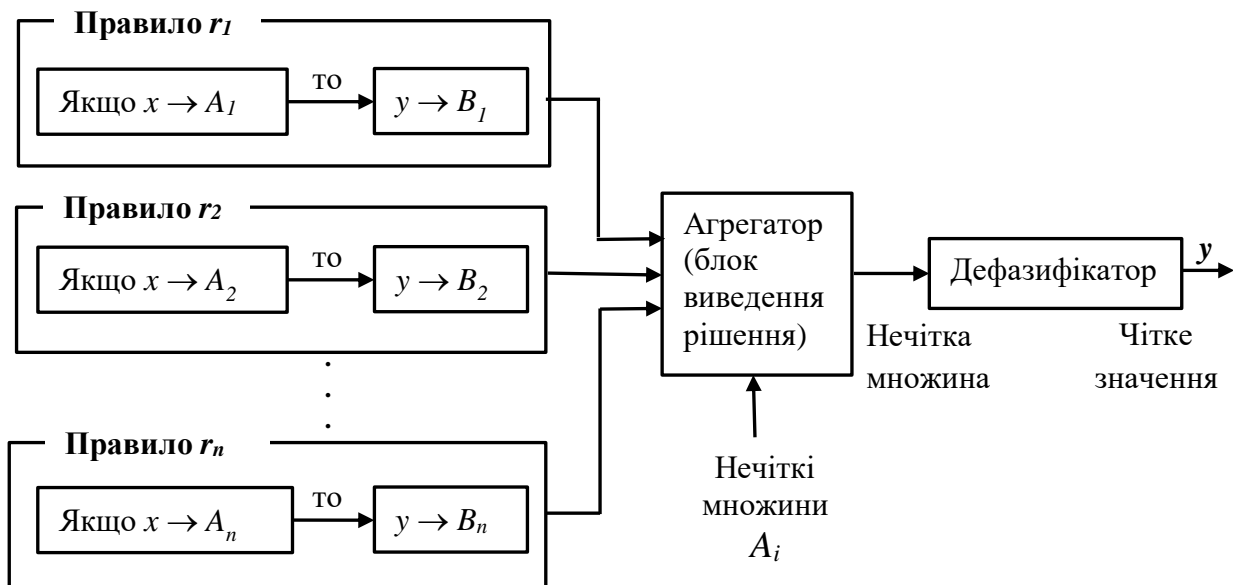 Правило r1
то
Якщо x → A1
y → B1
Правило r2
то
Якщо x → A2
y → B2
.
.
.
Правило rn
то
Якщо x → An
y → Bn
Агрегатор
(блок
виведення
рішення)
Нечіткі
множини
Ai
Нечітка
множина
Дефазифікатор
y
Чітке
значення